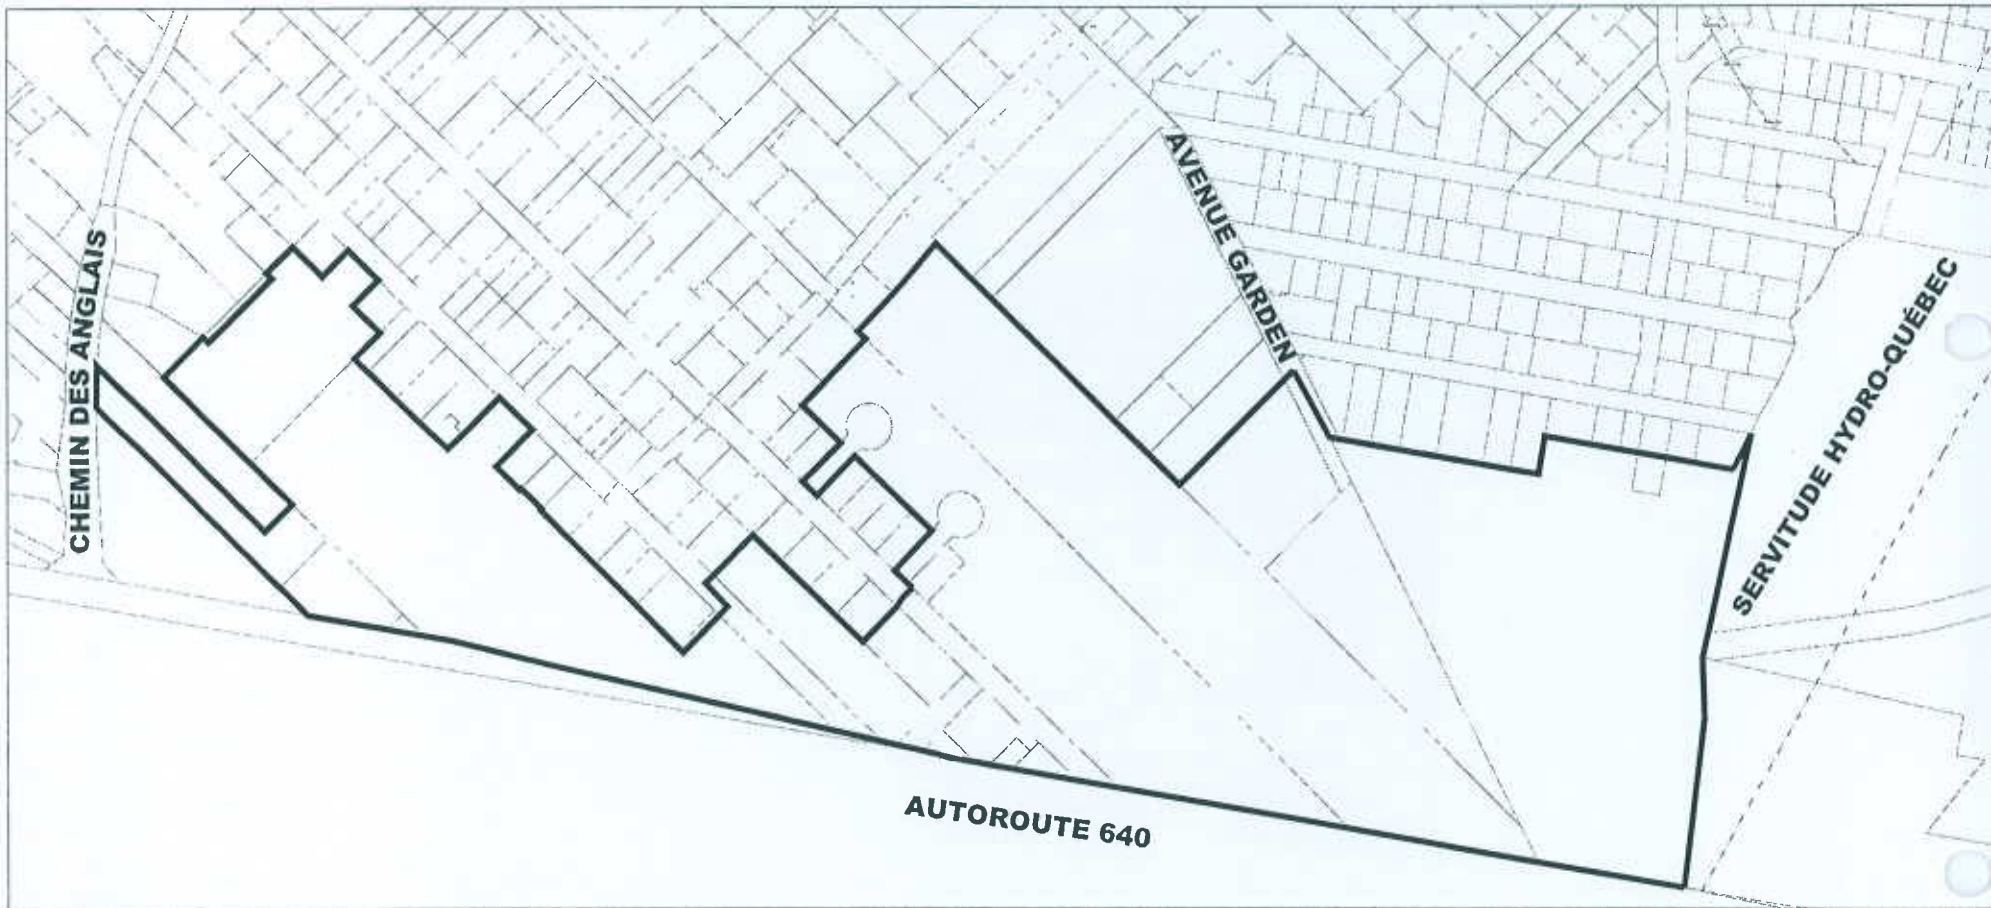 CHEMIN DES ANGLAIS
AVENUE GARDEN
SERVITUDE HYDRO-QUÉBEC
AUTOROUTE 640